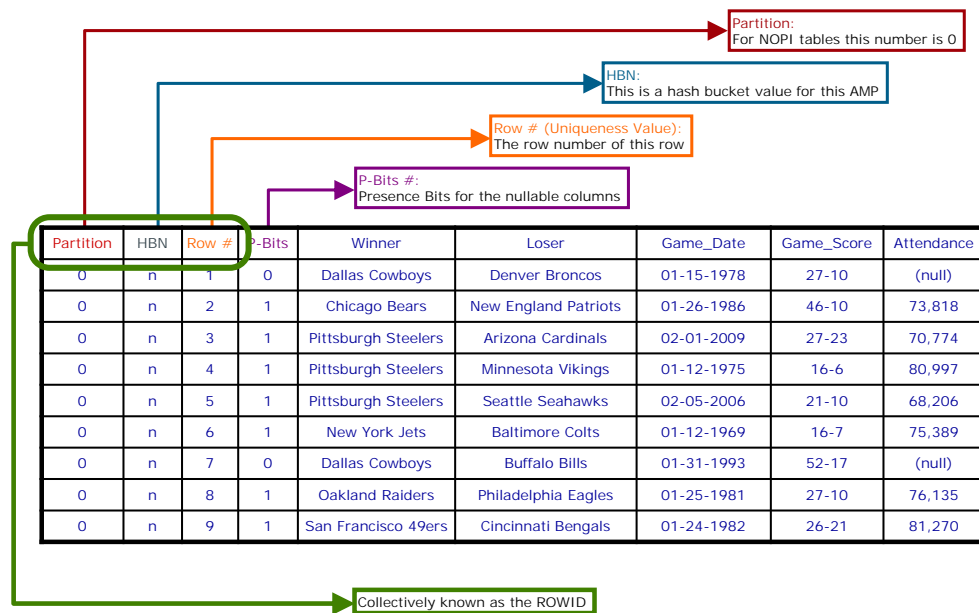 Partition:
For NOPI tables this number is 0
HBN:
This is a hash bucket value for this AMP
Row # (Uniqueness Value):
The row number of this row
P-Bits #:
Presence Bits for the nullable columns
Partition HBN Row # P-Bits Winner Loser Game_Date Game_Score Attendance
0 n 1 0 Dallas Cowboys Denver Broncos 01-15-1978 27-10 (null)
0 n 2 1 Chicago Bears New England Patriots 01-26-1986 46-10 73,818
0 n 3 1 Pittsburgh Steelers Arizona Cardinals 02-01-2009 27-23 70,774
0 n 4 1 Pittsburgh Steelers Minnesota Vikings 01-12-1975 16-6 80,997
0 n 5 1 Pittsburgh Steelers Seattle Seahawks 02-05-2006 21-10 68,206
0 n 6 1 New York Jets Baltimore Colts 01-12-1969 16-7 75,389
0 n 7 0 Dallas Cowboys Buffalo Bills 01-31-1993 52-17 (null)
0 n 8 1 Oakland Raiders Philadelphia Eagles 01-25-1981 27-10 76,135
0 n 9 1 San Francisco 49ers Cincinnati Bengals 01-24-1982 26-21 81,270
Collectively known as the ROWID